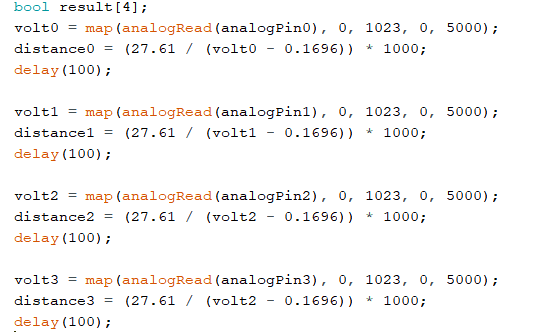 bool result[4];
volt0 = map(analogRead(analogPin0), 0, 1023, 0, 5000);
distance0 = (27.61 / (volt0 - 0.1696)) * 1000;
delay(100);

volt1 = map(analogRead(analogPin1), 0, 1023, 0, 5000);
distance1 = (27.61 / (volt1 - 0.1696)) * 1000;
delay(100);

volt2 = map(analogRead(analogPin2), 0, 1023, 0, 5000);
distance2 = (27.61 / (volt2 - 0.1696)) * 1000;
delay(100);

volt3 = map(analogRead(analogPin3), 0, 1023, 0, 5000);
distance3 = (27.61 / (volt2 - 0.1696)) * 1000;
delay(100);